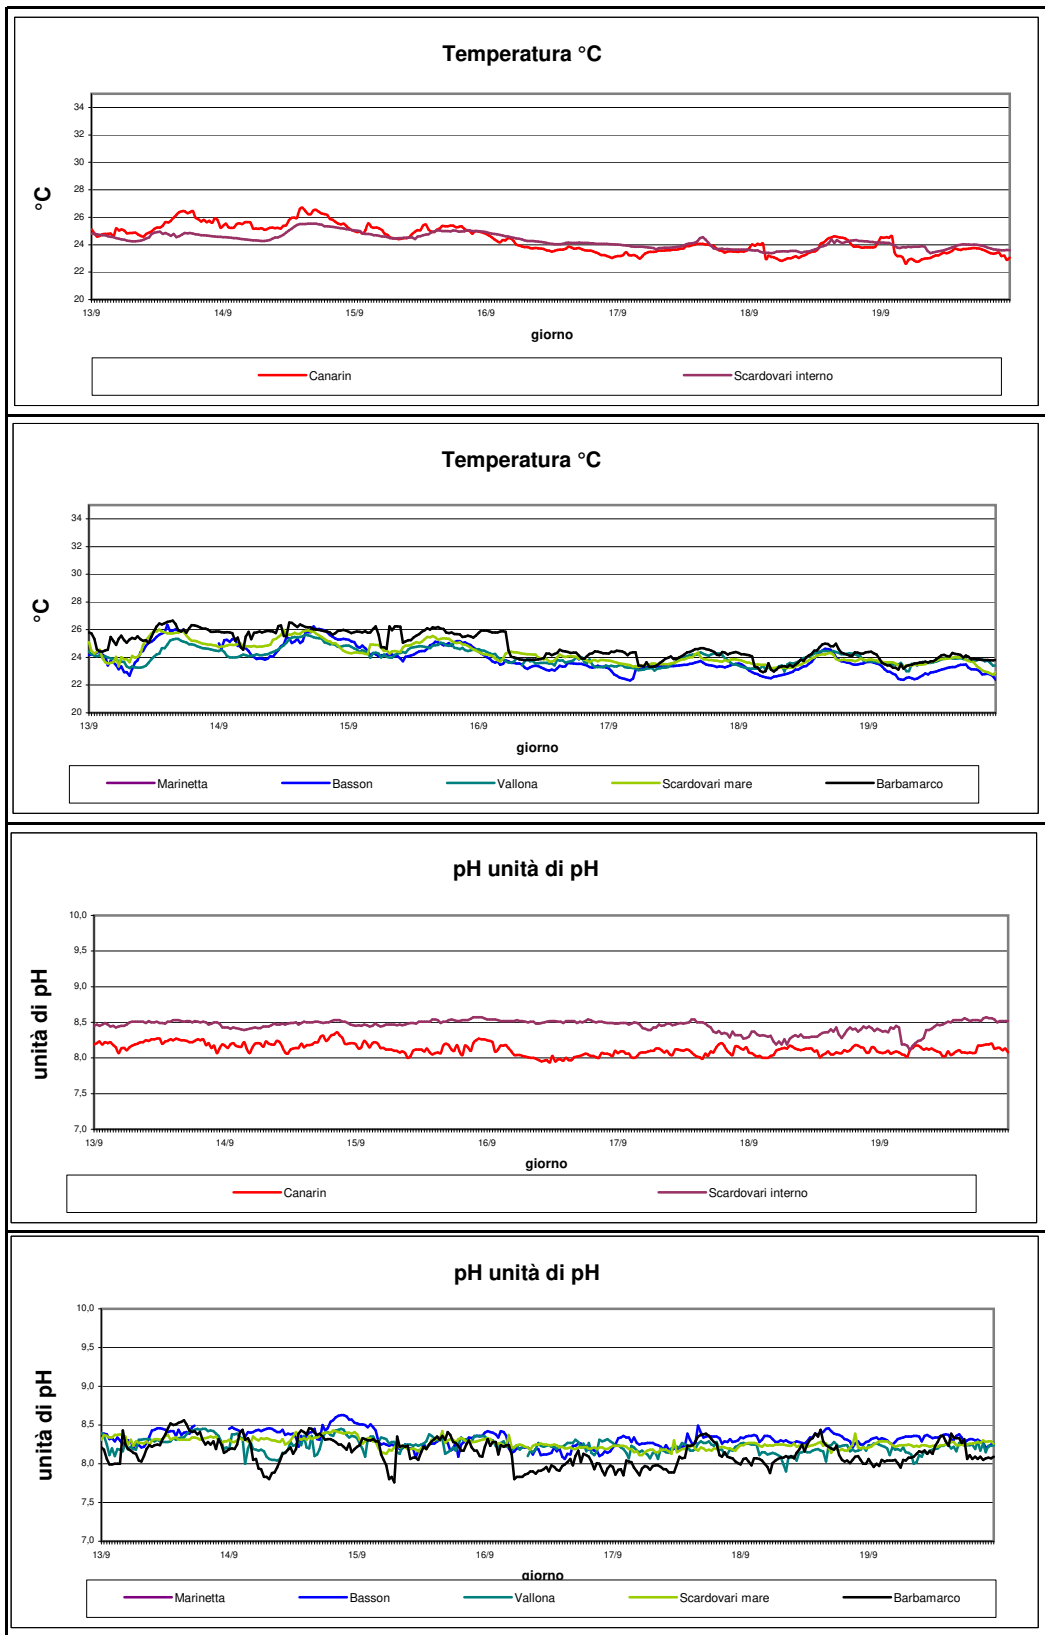 Temperatura °C
°C
34
32
30
28
26
24
22
20
13/9 14/9 15/9 16/9 17/9 18/9 19/9
giorno
Canarin Scardovari interno
Temperatura °C
°C
34
32
30
28
26
24
22
20
13/9 14/9 15/9 16/9 17/9 18/9 19/9
giorno
Marinetta Basson Vallona Scardovari mare Barbamarco
pH unità di pH
unità di pH
10,0
9,5
9,0
8,5
8,0
7,5
7,0
13/9 14/9 15/9 16/9 17/9 18/9 19/9
giorno
Canarin Scardovari interno
pH unità di pH
unità di pH
10,0
9,5
9,0
8,5
8,0
7,5
7,0
13/9 14/9 15/9 16/9 17/9 18/9 19/9
giorno
Marinetta Basson Vallona Scardovari mare Barbamarco